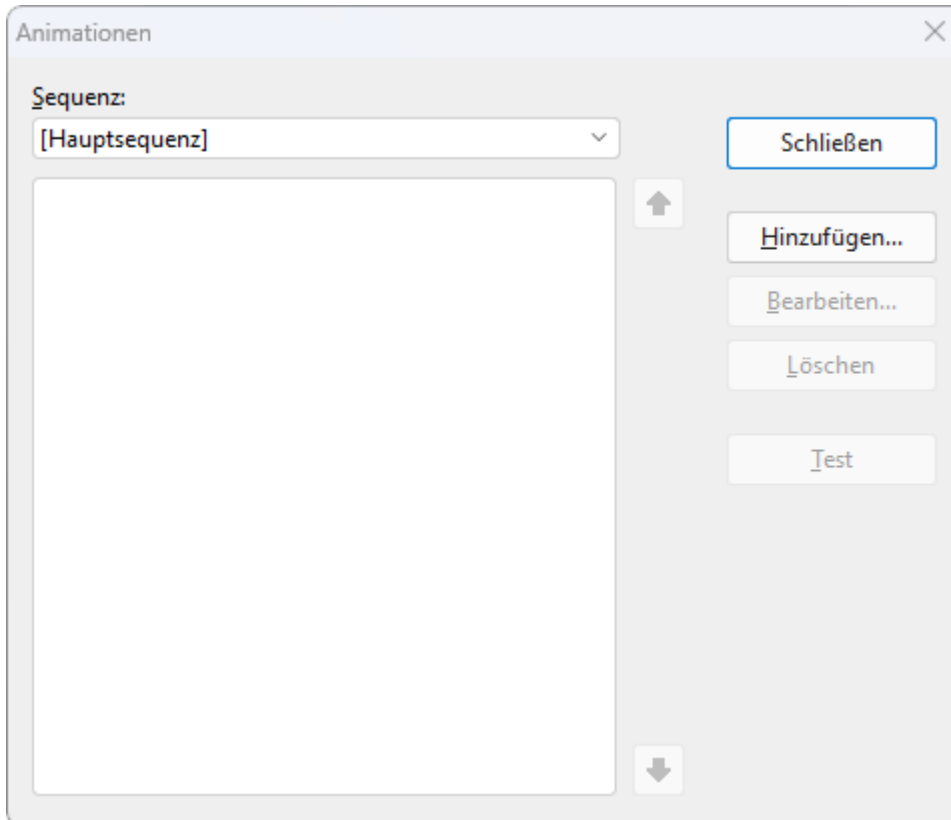 Animationen
Sequenz:
[Hauptsequenz]
Schließen
Hinzufügen...
Bearbeiten...
Löschen
Test